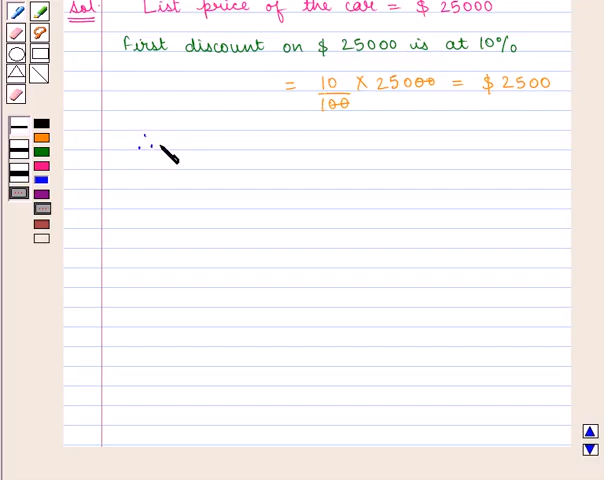 Sol. List price of the car = $ 25000
First discount on $ 25000 is at 10%
= 10/100 × 25000 = $ 2500
∴